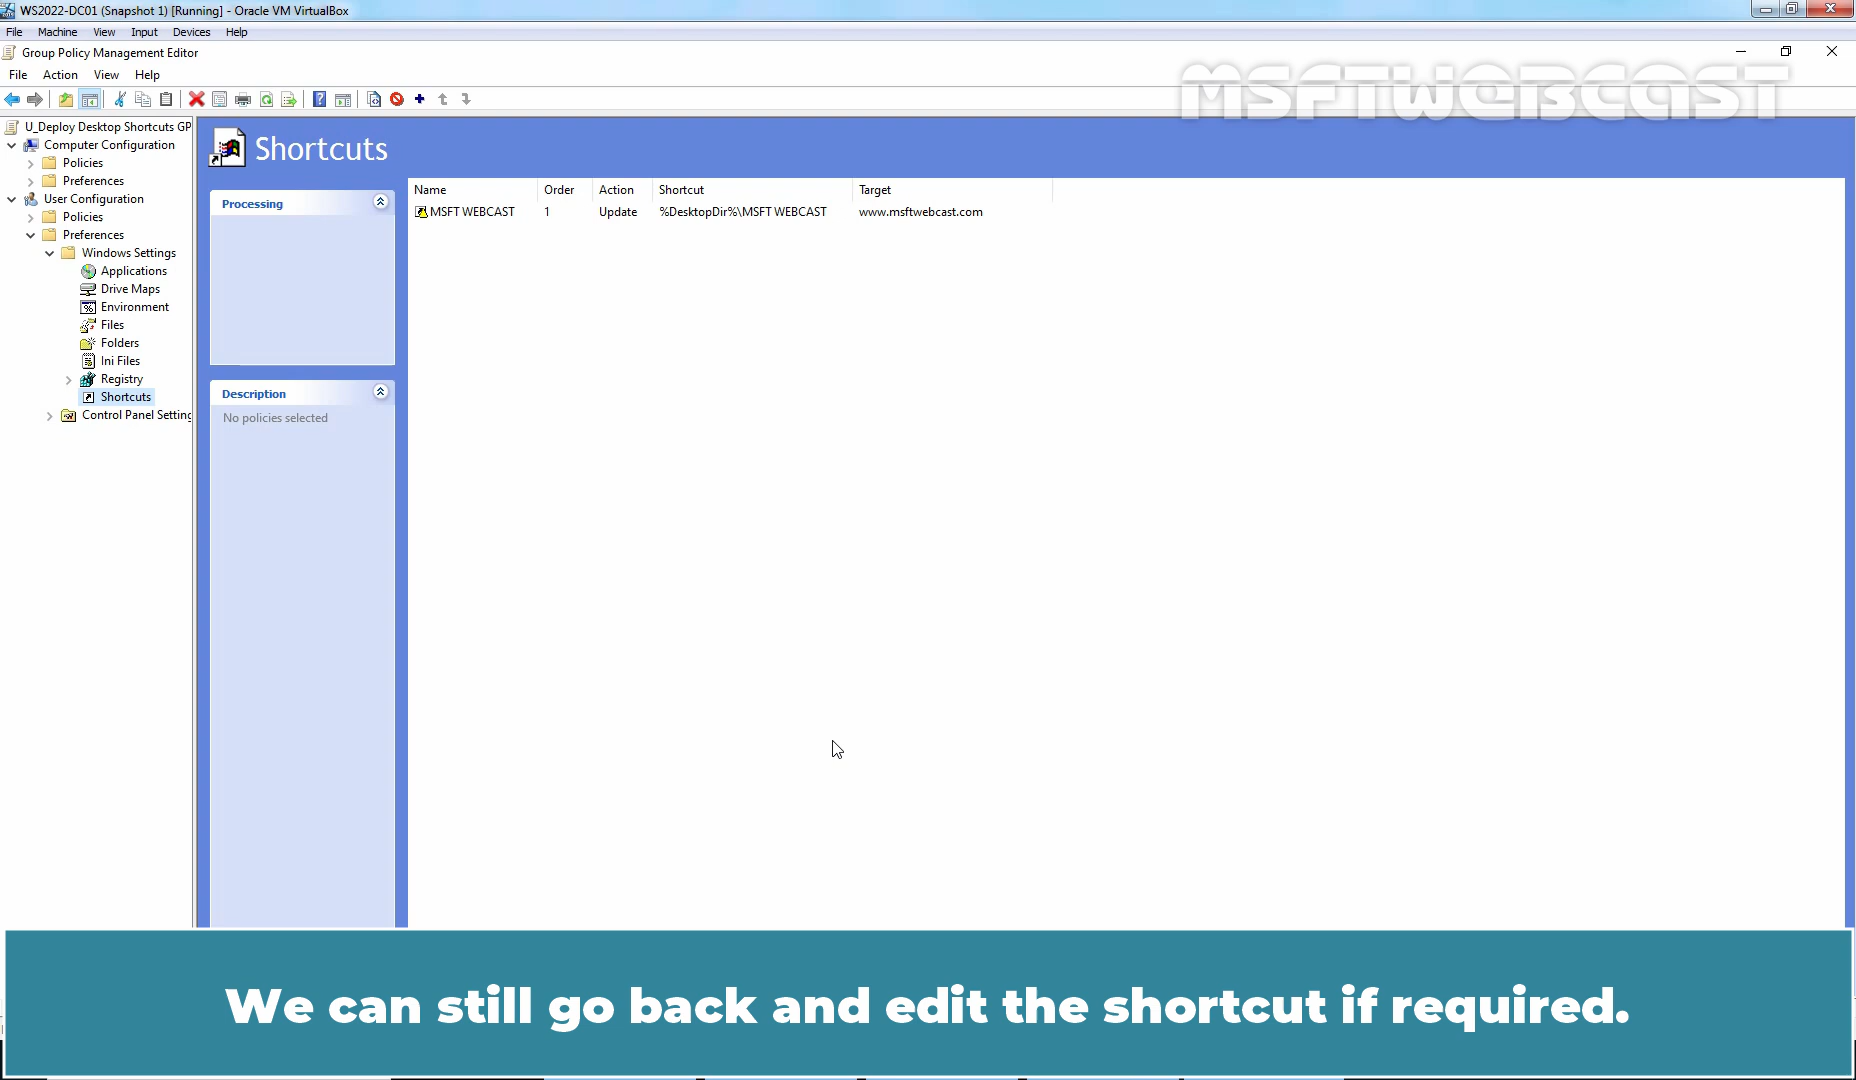 WS2022-DC01 (Snapshot 1) [Running] - Oracle VM VirtualBox
File Machine View Input Devices Help
Group Policy Management Editor
File Action View Help
MSFTWEBCAST
U_Deploy Desktop Shortcuts GP
Computer Configuration
Policies
Preferences
User Configuration
Policies
Preferences
Windows Settings
Applications
Drive Maps
Environment
Files
Folders
Ini Files
Registry
Shortcuts
Control Panel Setting
Shortcuts
Processing
Description
No policies selected
Name Order Action Shortcut Target
MSFT WEBCAST 1 Update %DesktopDir%\MSFT WEBCAST www.msftwebcast.com
We can still go back and edit the shortcut if required.